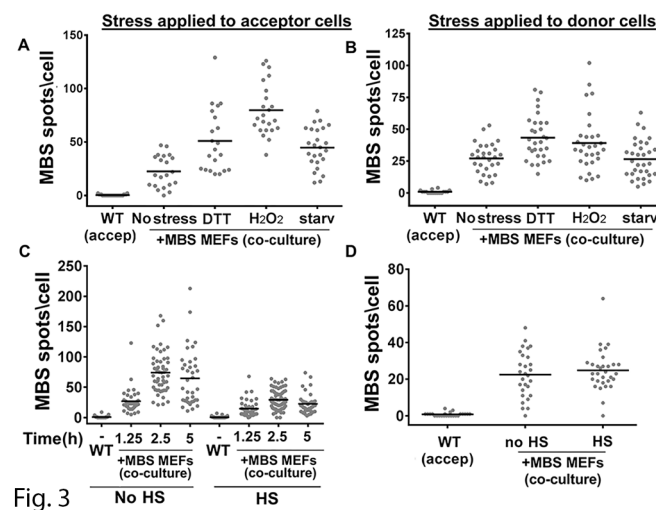 Stress applied to acceptor cells
Stress applied to donor cells
A
MBS spots\cell
150
100
50
0
WT
(accep)
No stress DTT H2O2 starv
+MBS MEFs (co-culture)
B
MBS spots\cell
125
100
75
50
25
0
WT
(accep)
No stress DTT H2O2 starv
+MBS MEFs (co-culture)
C
MBS spots\cell
250
200
150
100
50
0
Time(h) - 1.25 2.5 5 - 1.25 2.5 5
WT +MBS MEFs WT +MBS MEFs
(co-culture) (co-culture)
No HS HS
D
MBS spots\cell
80
60
40
20
0
WT
(accep)
no HS HS
+MBS MEFs
(co-culture)
Fig. 3